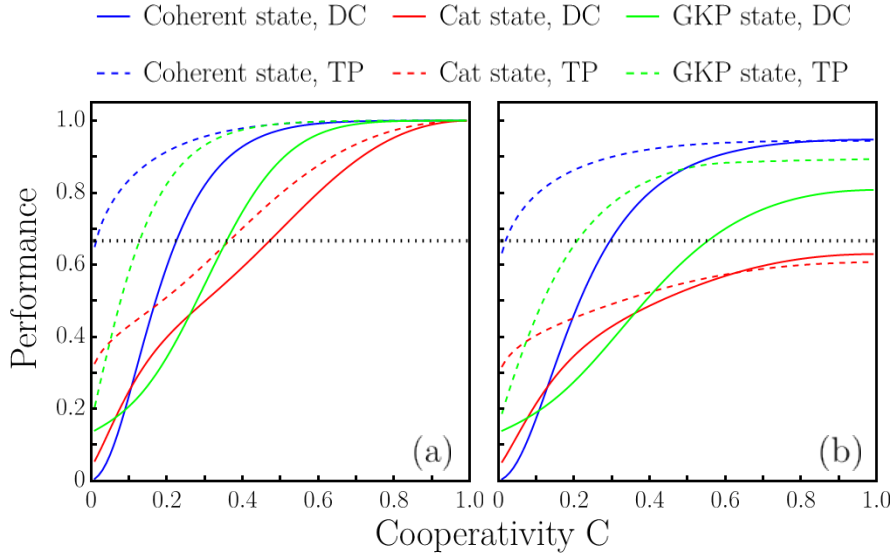 Coherent state, DC Cat state, DC GKP state, DC
Coherent state, TP Cat state, TP GKP state, TP
Performance
1.0
0.8
0.6
0.4
0.2
0
(a) (b)
0 0.2 0.4 0.6 0.8 1.0 0 0.2 0.4 0.6 0.8 1.0
Cooperativity C